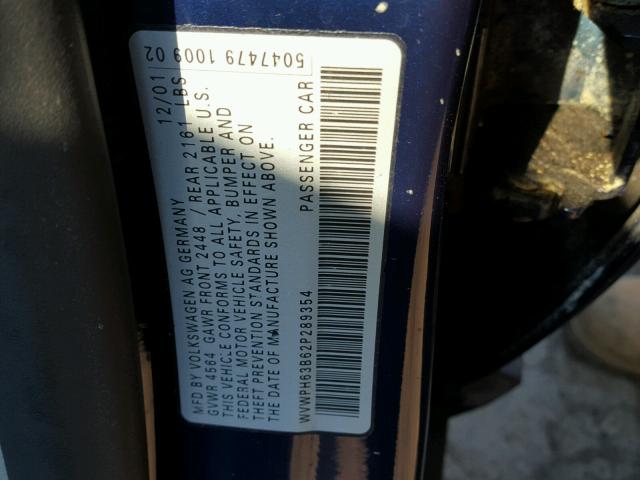 5047479 1009 02
MFD BY VOLKSWAGEN AG GERMANY 12/01
GVWR 4564 GAWR FRONT 2448 / REAR 2161 LBS
THIS VEHICLE CONFORMS TO ALL APPLICABLE U.S.
FEDERAL MOTOR VEHICLE SAFETY, BUMPER AND
THEFT PREVENTION STANDARDS IN EFFECT ON
THE DATE OF MANUFACTURE SHOWN ABOVE.
WVWPH63B62P289354 PASSENGER CAR